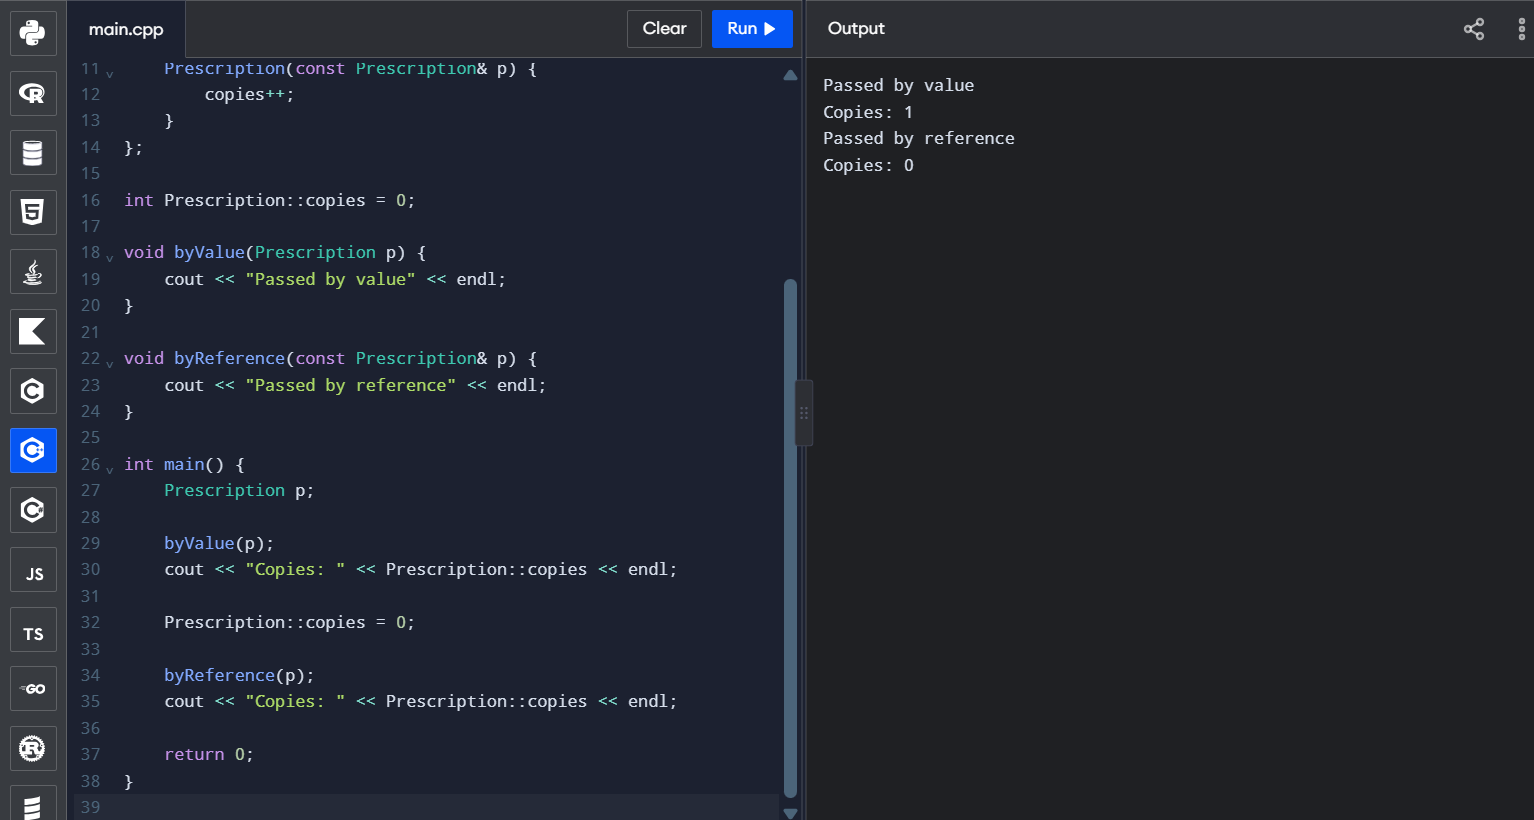 main.cpp
Clear
Run
Output
11 Prescription(const Prescription& p) {
12 copies++;
13 }
14 };
15
16 int Prescription::copies = 0;
17
18 void byValue(Prescription p) {
19 cout << "Passed by value" << endl;
20 }
21
22 void byReference(const Prescription& p) {
23 cout << "Passed by reference" << endl;
24 }
25
26 int main() {
27 Prescription p;
28
29 byValue(p);
30 cout << "Copies: " << Prescription::copies << endl;
31
32 Prescription::copies = 0;
33
34 byReference(p);
35 cout << "Copies: " << Prescription::copies << endl;
36
37 return 0;
38 }
39
Passed by value
Copies: 1
Passed by reference
Copies: 0
R
5
C
C
C
JS
TS
GO
R